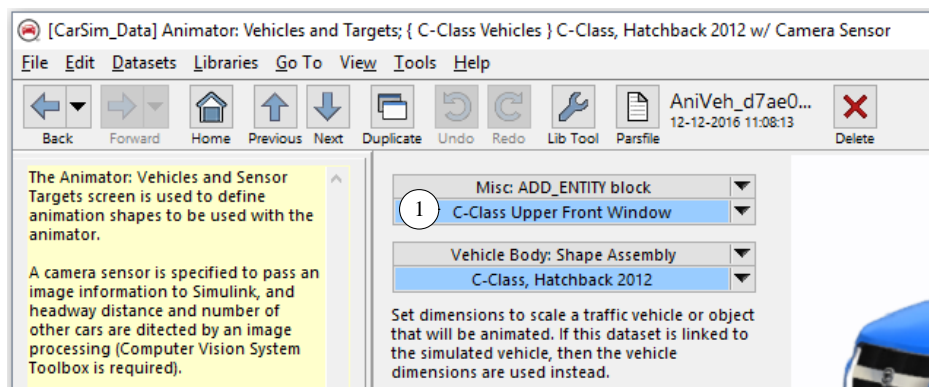 [CarSim_Data] Animator: Vehicles and Targets; { C-Class Vehicles } C-Class, Hatchback 2012 w/ Camera Sensor
File Edit Datasets Libraries Go To View Tools Help
Back Forward Home Previous Next Duplicate Undo Redo Lib Tool Parsfile Delete
AniVeh_d7ae0...
12-12-2016 11:08:13
The Animator: Vehicles and Sensor
Targets screen is used to define
animation shapes to be used with the
animator.
A camera sensor is specified to pass an
image information to Simulink, and
headway distance and number of
other cars are ditected by an image
processing (Computer Vision System
Toolbox is required).
Misc: ADD_ENTITY block
1 C-Class Upper Front Window
Vehicle Body: Shape Assembly
C-Class, Hatchback 2012
Set dimensions to scale a traffic vehicle or object
that will be animated. If this dataset is linked to
the simulated vehicle, then the vehicle
dimensions are used instead.